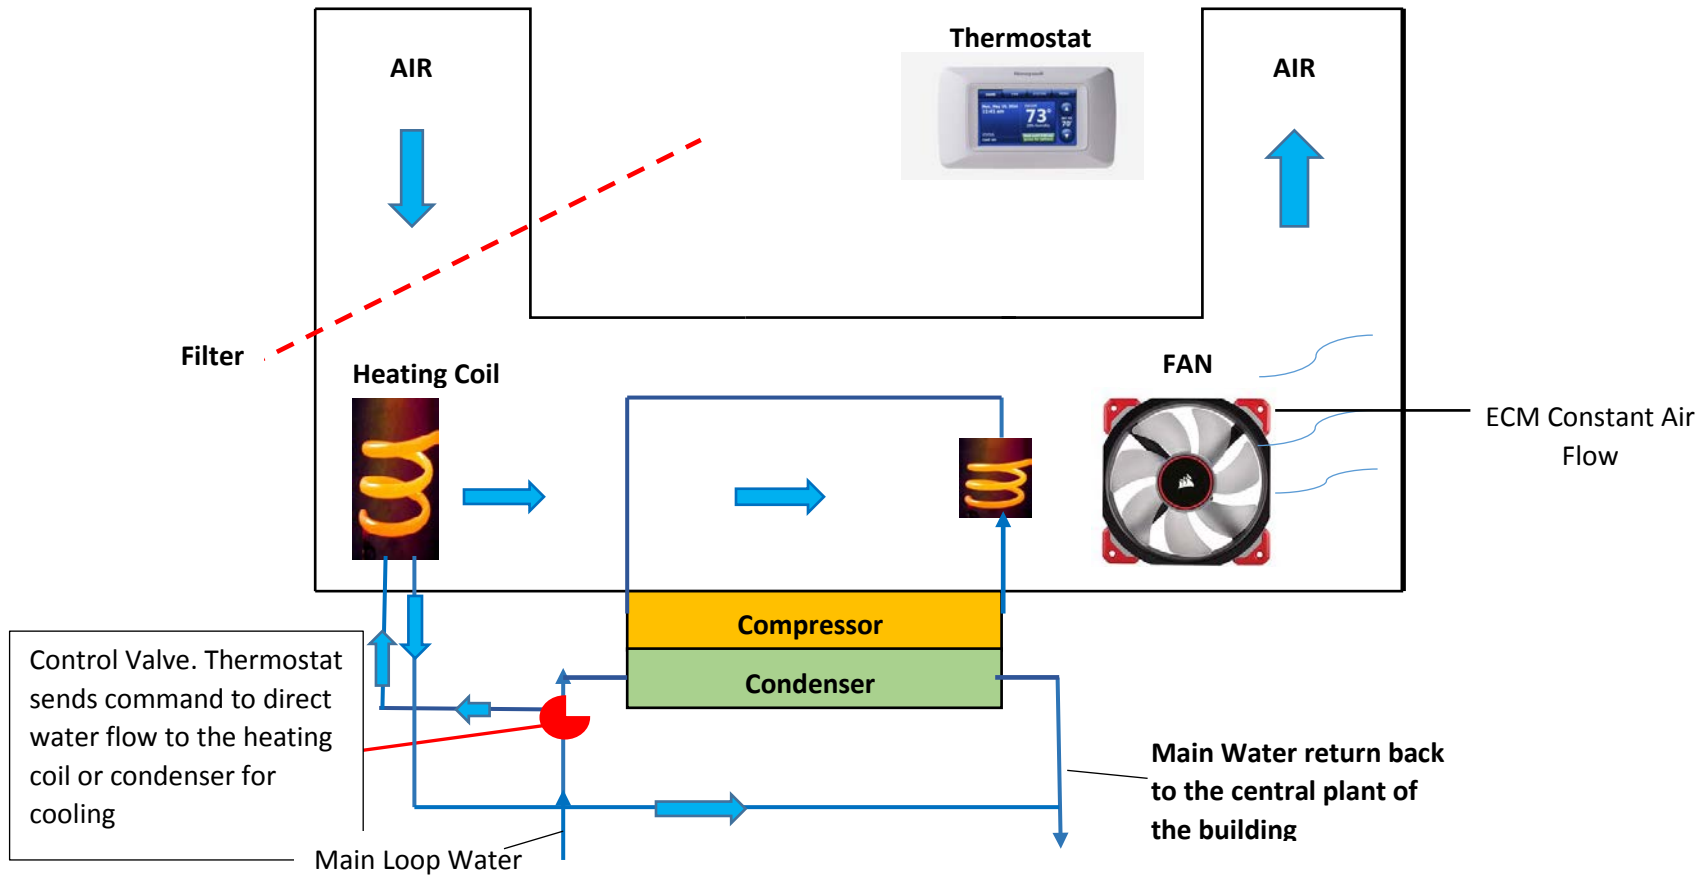 Thermostat
AIR
AIR
Honeywell
73°
70°
Filter
Heating Coil
FAN
ECM Constant Air
Flow
Compressor
Condenser
Control Valve. Thermostat
sends command to direct
water flow to the heating
coil or condenser for
cooling
Main Water return back
to the central plant of
the building
Main Loop Water